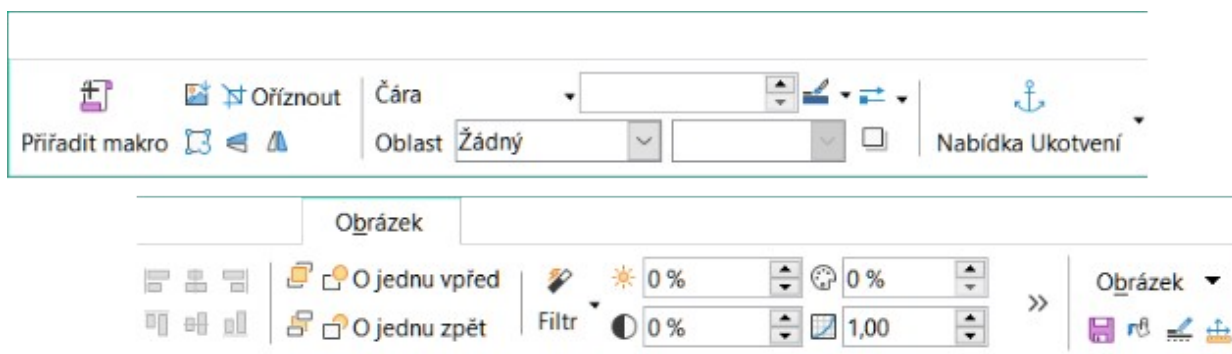 Oříznout Čára
Přiřadit makro Oblast Žádný Nabídka Ukotvení
Obrázek
O jednu vpřed 0 % 0 % Obrázek
O jednu zpět Filtr 0 % 1,00